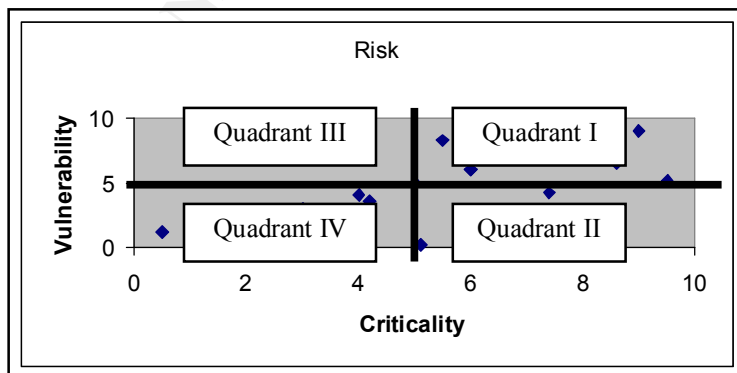 Risk
Vulnerability
10
5
0
Quadrant III
Quadrant I
Quadrant IV
Quadrant II
0 2 4 6 8 10
Criticality